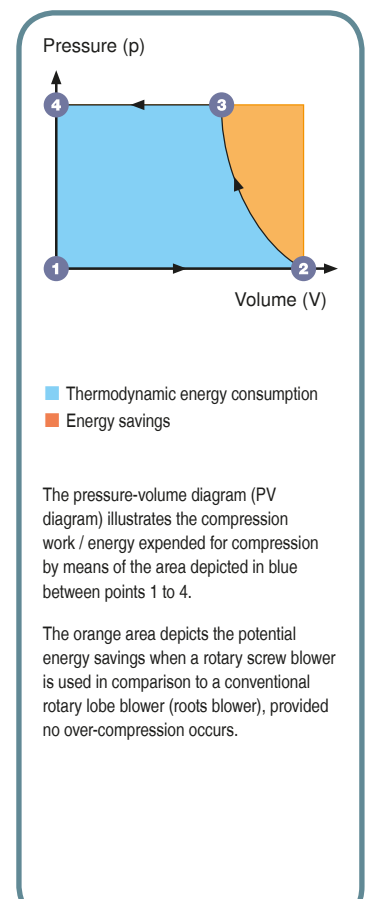 Pressure (p)
4
3
1
2
Volume (V)
Thermodynamic energy consumption
Energy savings
The pressure-volume diagram (PV
diagram) illustrates the compression
work / energy expended for compression
by means of the area depicted in blue
between points 1 to 4.
The orange area depicts the potential
energy savings when a rotary screw blower
is used in comparison to a conventional
rotary lobe blower (roots blower), provided
no over-compression occurs.